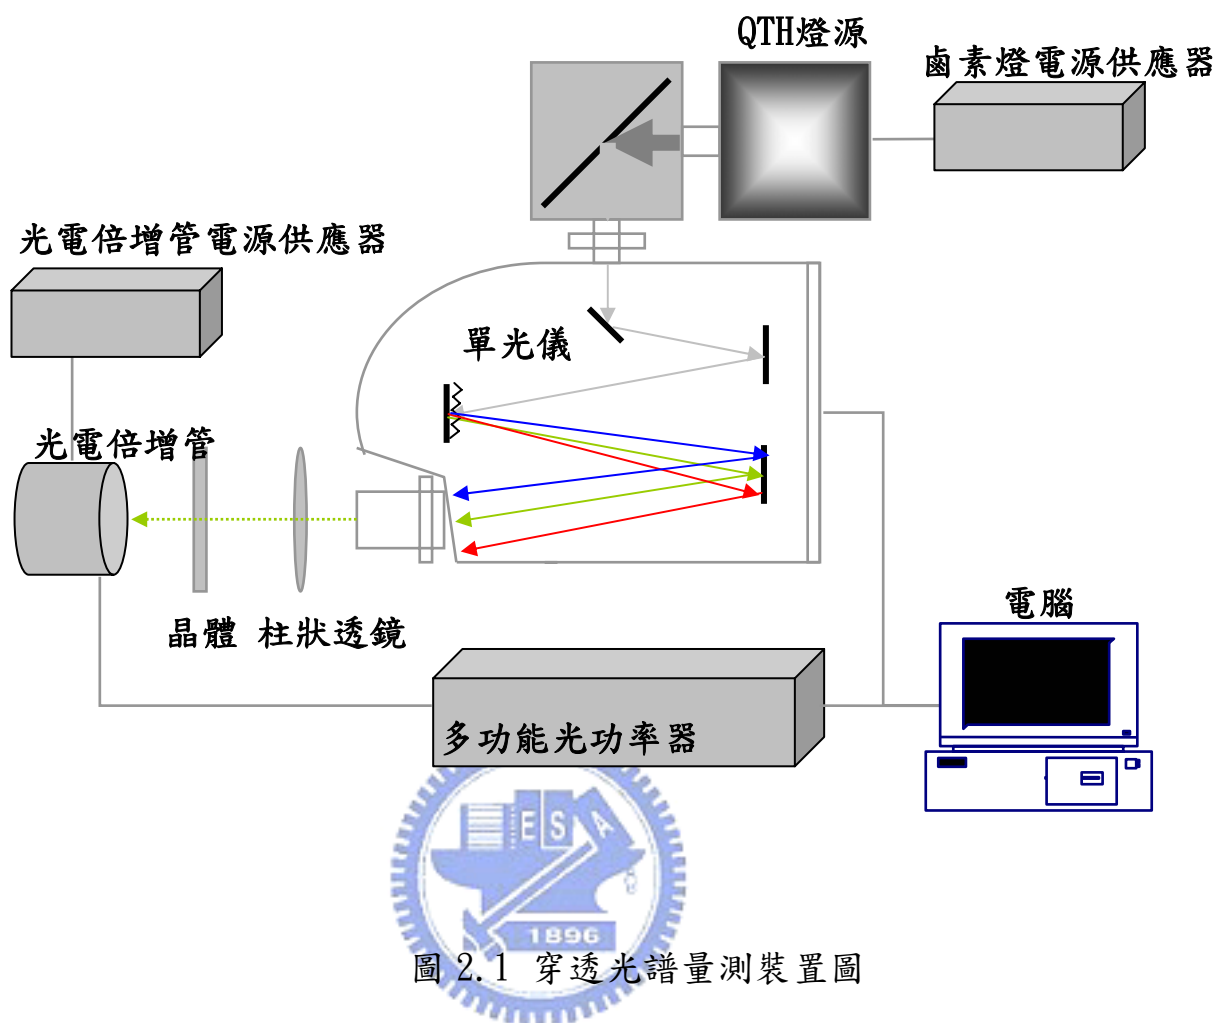 QTH燈源
鹵素燈電源供應器
光電倍增管電源供應器
單光儀
光電倍增管
晶體 柱狀透鏡
電腦
多功能光功率器
E S A
1896
圖 2.1 穿透光譜量測裝置圖